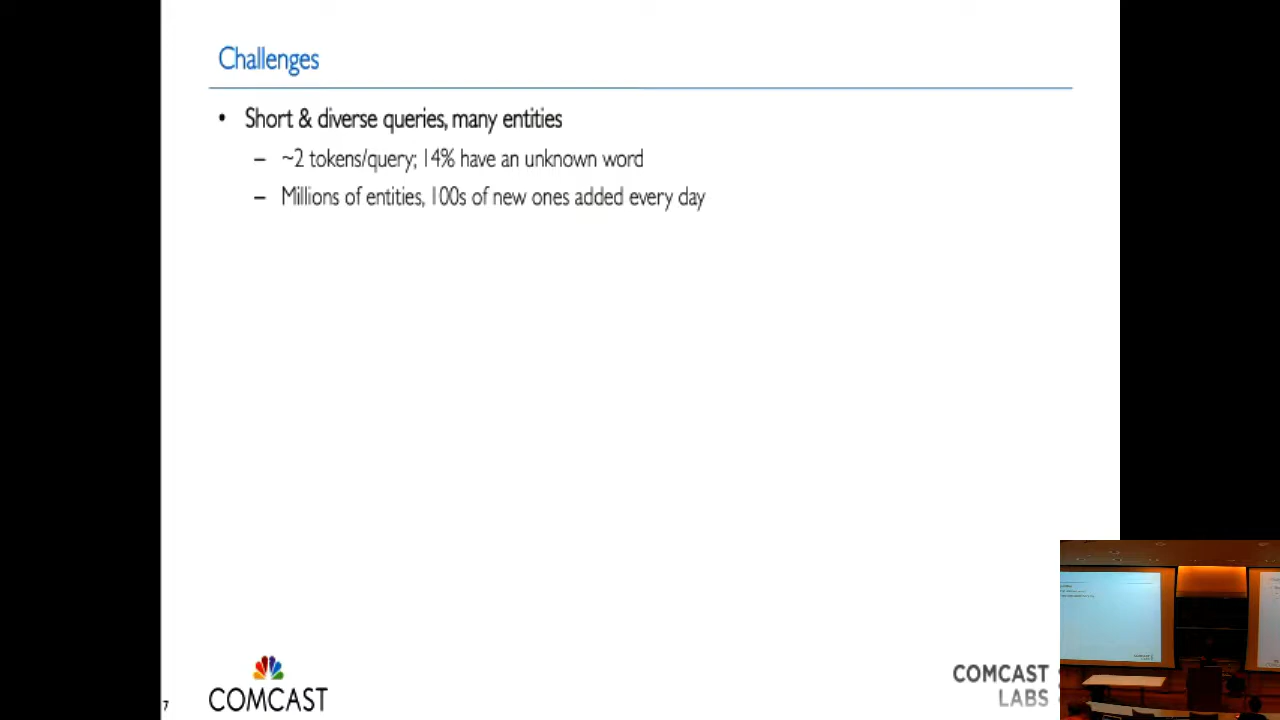 Challenges
• Short & diverse queries, many entities
– ~2 tokens/query; 14% have an unknown word
– Millions of entities, 100s of new ones added every day
7
COMCAST
COMCAST
LABS